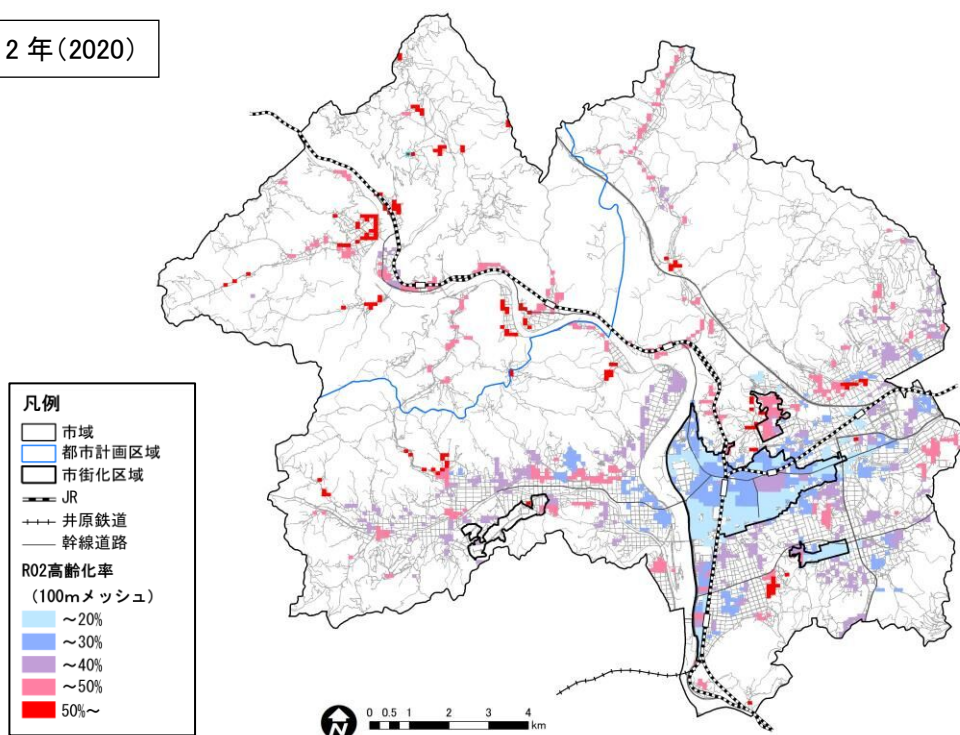 2年(2020)
凡例
市域
都市計画区域
市街化区域
JR
井原鉄道
幹線道路
R02高齢化率
(100mメッシュ)
~20%
~30%
~40%
~50%
50%~
N
0 0.5 1 2 3 4
km